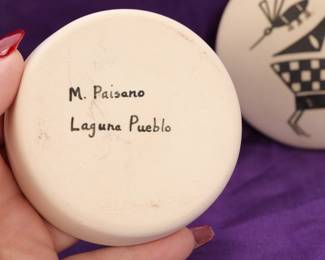 M. Paisano
Laguna Pueblo